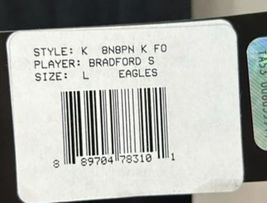 STYLE: K 8N8PN K FO
PLAYER: BRADFORD S
SIZE: L EAGLES
8 89704 78310 1